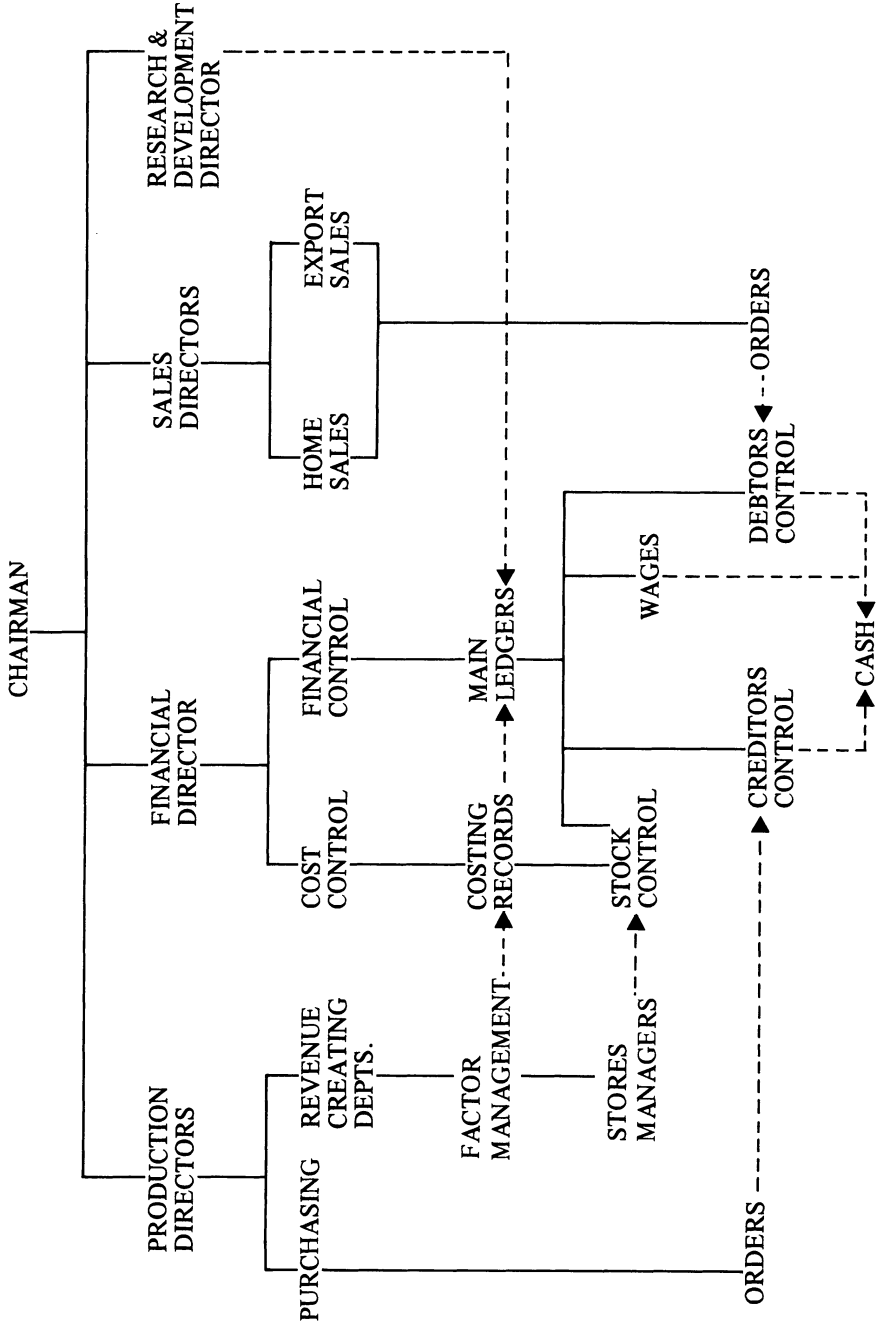 CHAIRMAN
PRODUCTION
DIRECTORS
FINANCIAL
DIRECTOR
SALES
DIRECTORS
RESEARCH &
DEVELOPMENT
DIRECTOR
PURCHASING
REVENUE
CREATING
DEPTS.
COST
CONTROL
FINANCIAL
CONTROL
HOME
SALES
EXPORT
SALES
FACTOR
MANAGEMENT
COSTING
RECORDS
MAIN
LEDGERS
STORES
MANAGERS
STOCK
CONTROL
WAGES
ORDERS
CREDITORS
CONTROL
DEBTORS
CONTROL
ORDERS
CASH